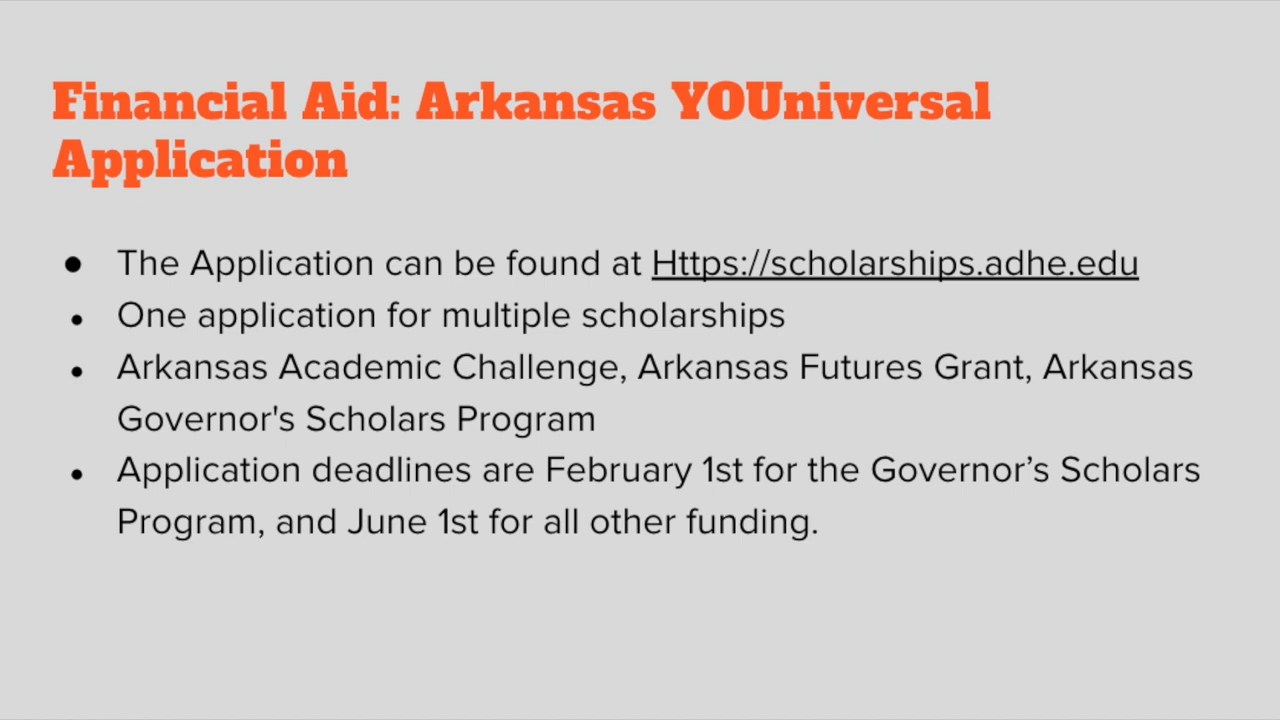 Financial Aid: Arkansas YOUniversal
Application
● The Application can be found at Https://scholarships.adhe.edu
● One application for multiple scholarships
● Arkansas Academic Challenge, Arkansas Futures Grant, Arkansas
Governor's Scholars Program
● Application deadlines are February 1st for the Governor’s Scholars
Program, and June 1st for all other funding.